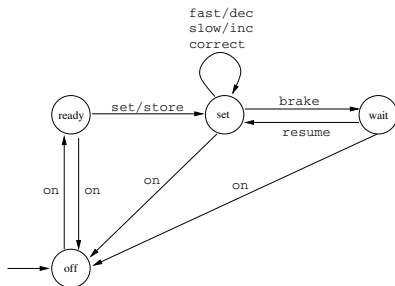 fast/dec
slow/inc
correct
ready
set/store
set
brake
resume
wait
on
on
on
on
off